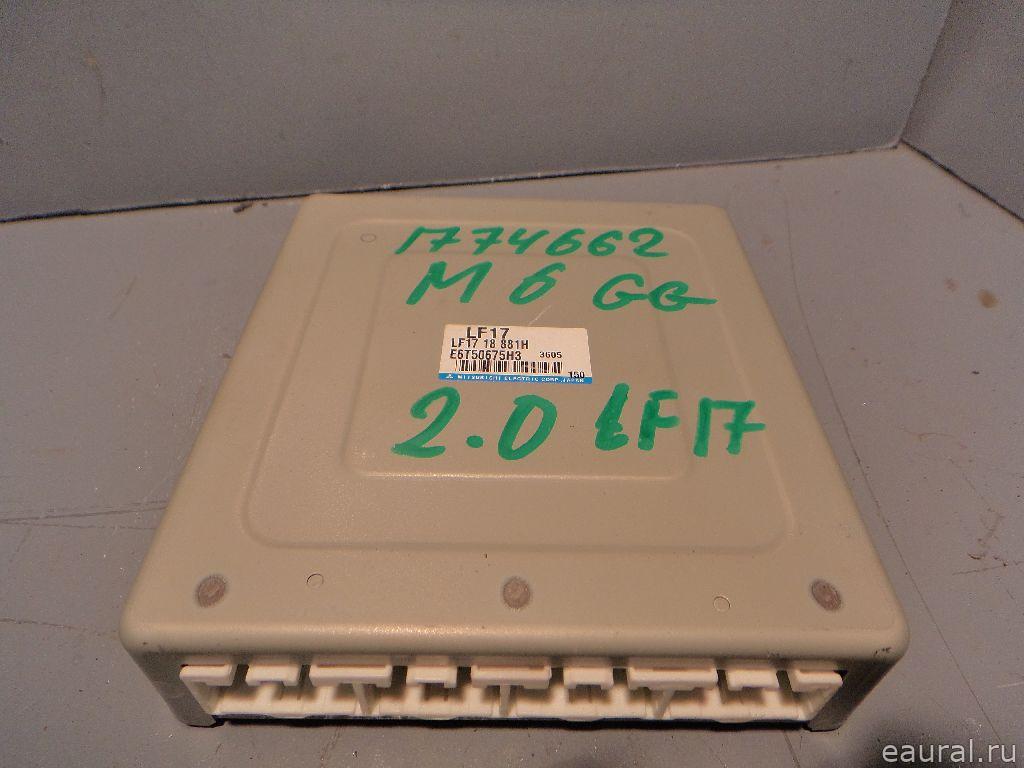 1774662
M 6 GG
LF17
LF17 18 881H
E6T50675H3 3605
150
MITSUBISHI ELECTRIC CORP. JAPAN
2.0 LF17
eaural.ru